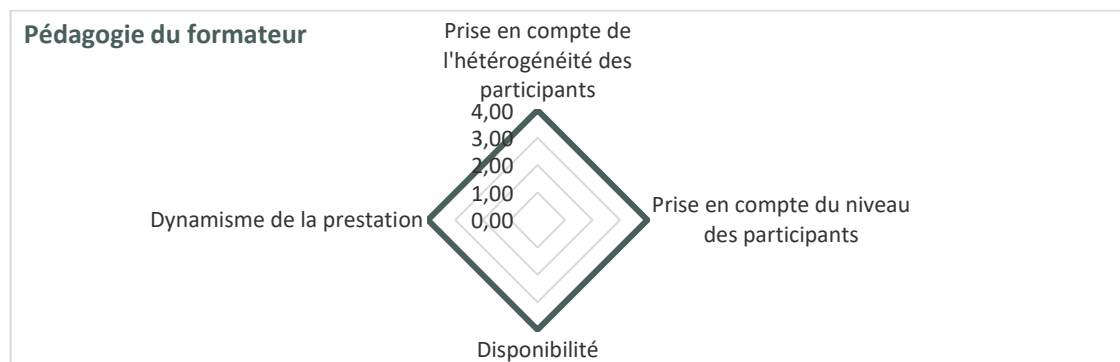 Pédagogie du formateur
Prise en compte de
l'hétérogénéité des
participants
4,00
3,00
2,00
1,00
0,00
Dynamisme de la prestation
Prise en compte du niveau
des participants
Disponibilité